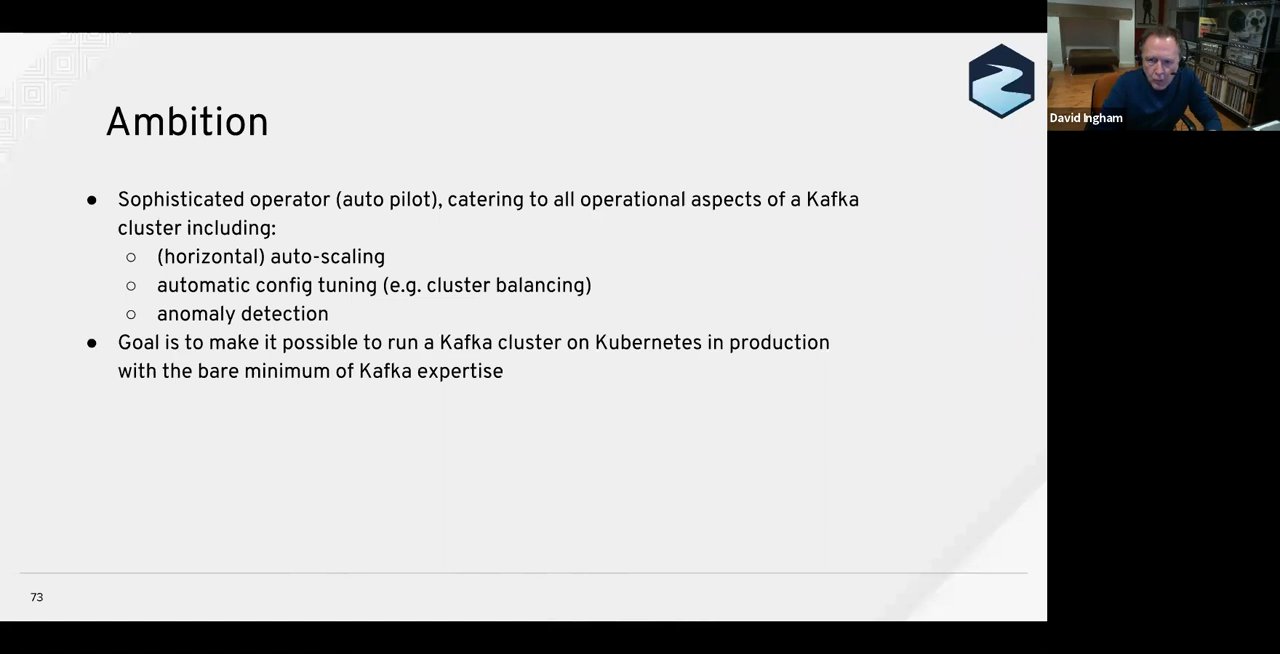 Ambition
● Sophisticated operator (auto pilot), catering to all operational aspects of a Kafka
cluster including:
○ (horizontal) auto-scaling
○ automatic config tuning (e.g. cluster balancing)
○ anomaly detection
● Goal is to make it possible to run a Kafka cluster on Kubernetes in production
with the bare minimum of Kafka expertise
73
David Ingham